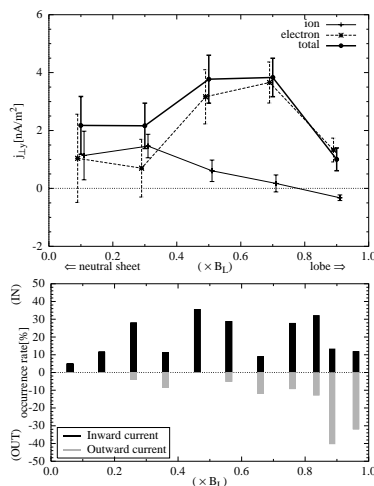 ion
electron
total
6
4
2
0
-2
j⊥y[nA/m²]
0.0 0.2 0.4 0.6 0.8 1.0
⇐ neutral sheet (×B_L) lobe ⇒
50
40
30
20
10
0
-10
-20
-30
-40
-50
(IN)
occurrence rate[%]
(OUT)
Inward current
Outward current
0.0 0.2 0.4 0.6 0.8 1.0
(×B_L)